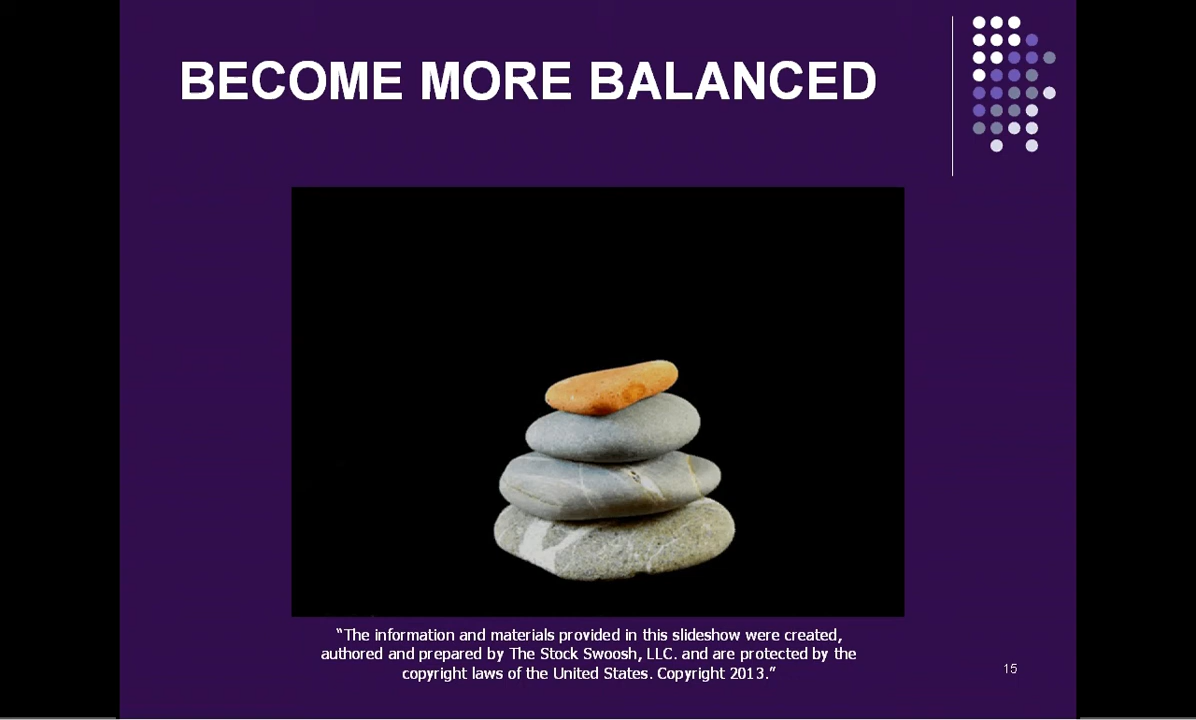 BECOME MORE BALANCED
“The information and materials provided in this slideshow were created,
authored and prepared by The Stock Swoosh, LLC. and are protected by the
copyright laws of the United States. Copyright 2013.”
15